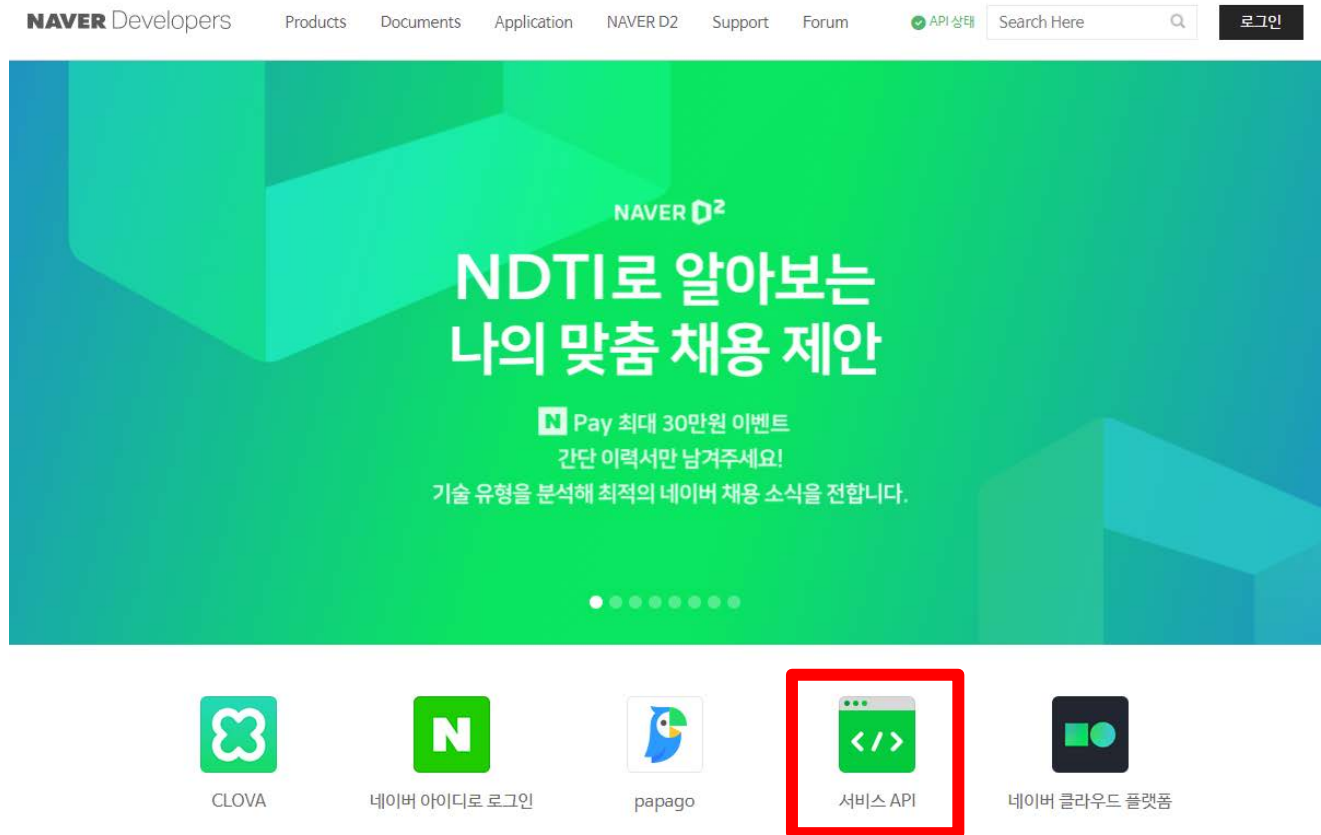 NAVER Developers
Products
Documents
Application
NAVER D2
Support
Forum
API 상태
Search Here
로그인
NAVER D2
NDTI로 알아보는
나의 맞춤 채용 제안
N Pay 최대 30만원 이벤트
간단 이력서만 남겨주세요!
기술 유형을 분석해 최적의 네이버 채용 소식을 전합니다.
N
</>
CLOVA
네이버 아이디로 로그인
papago
서비스 API
네이버 클라우드 플랫폼